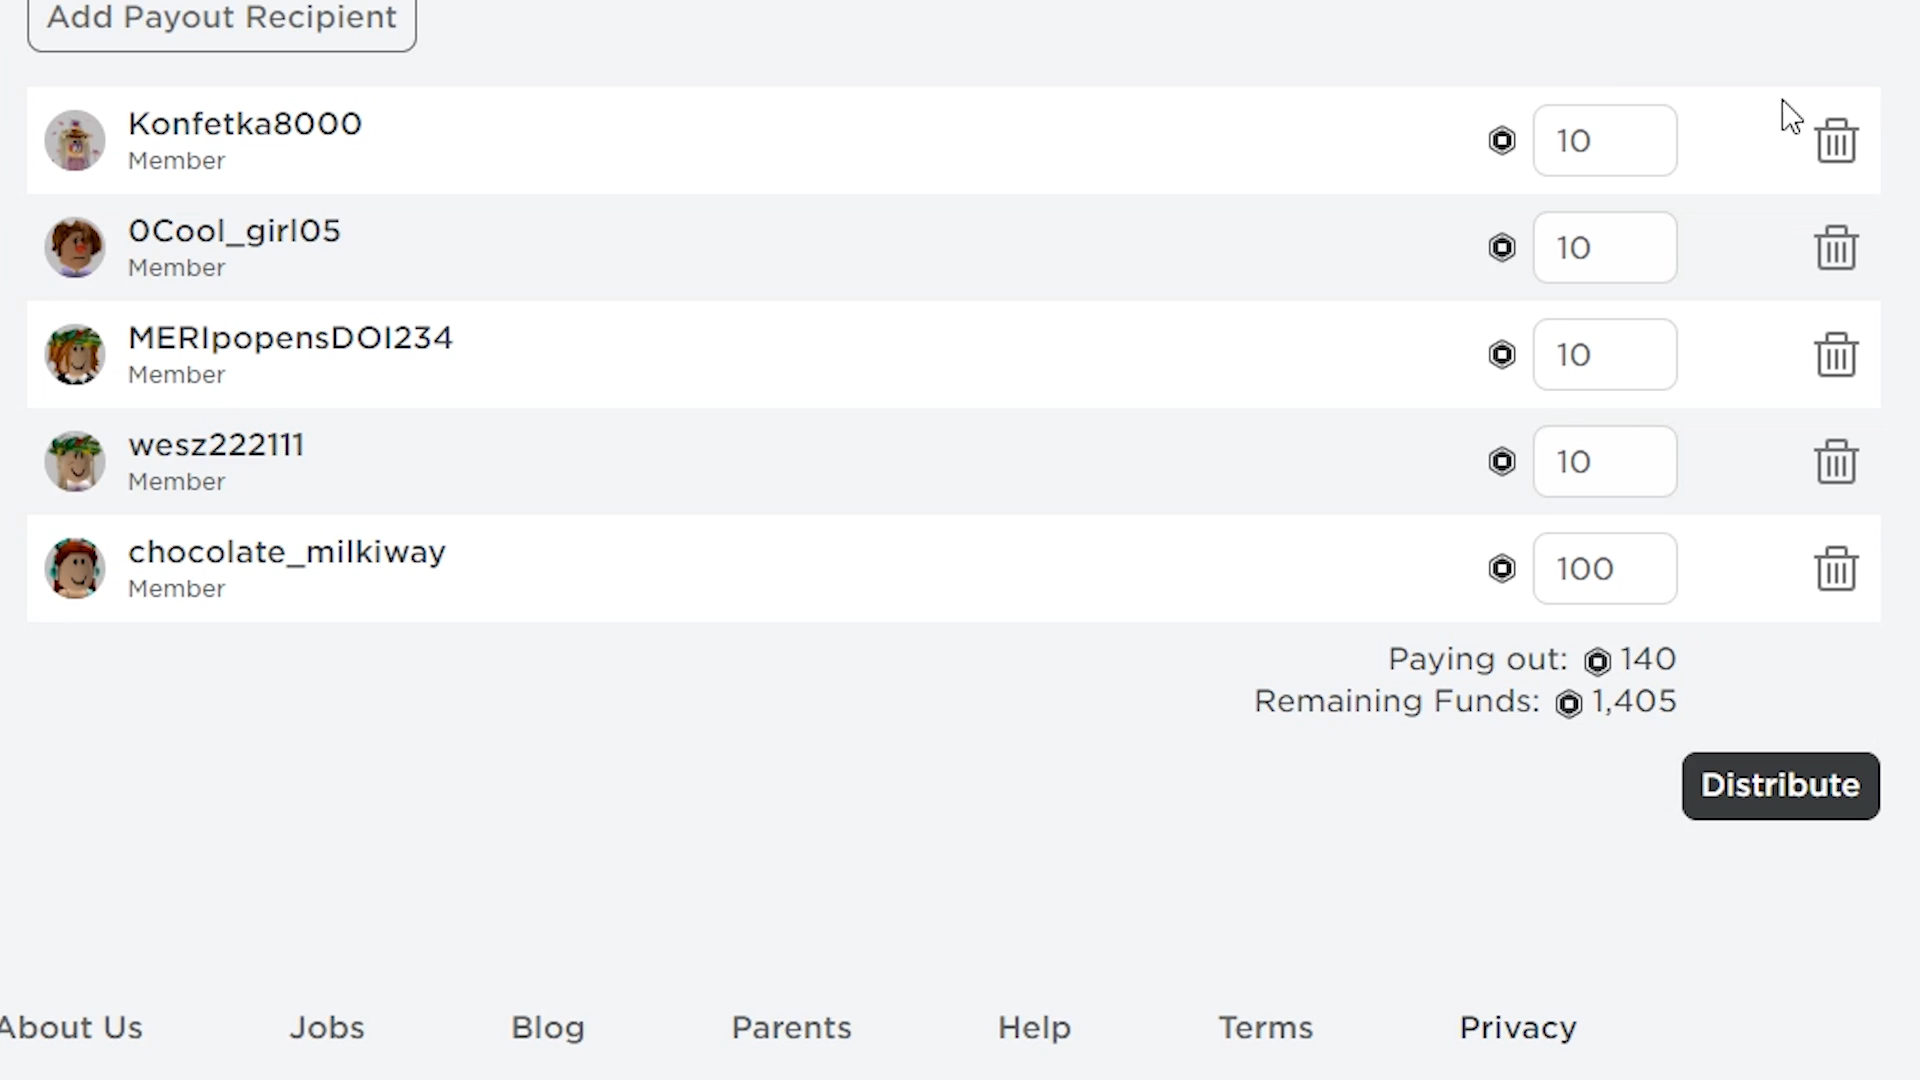 Add Payout Recipient
Konfetka8000
Member
10
0Cool_girl05
Member
10
MERIpopensDOI234
Member
10
wesz222111
Member
10
chocolate_milkiway
Member
100
Paying out: 140
Remaining Funds: 1,405
Distribute
About Us Jobs Blog Parents Help Terms Privacy